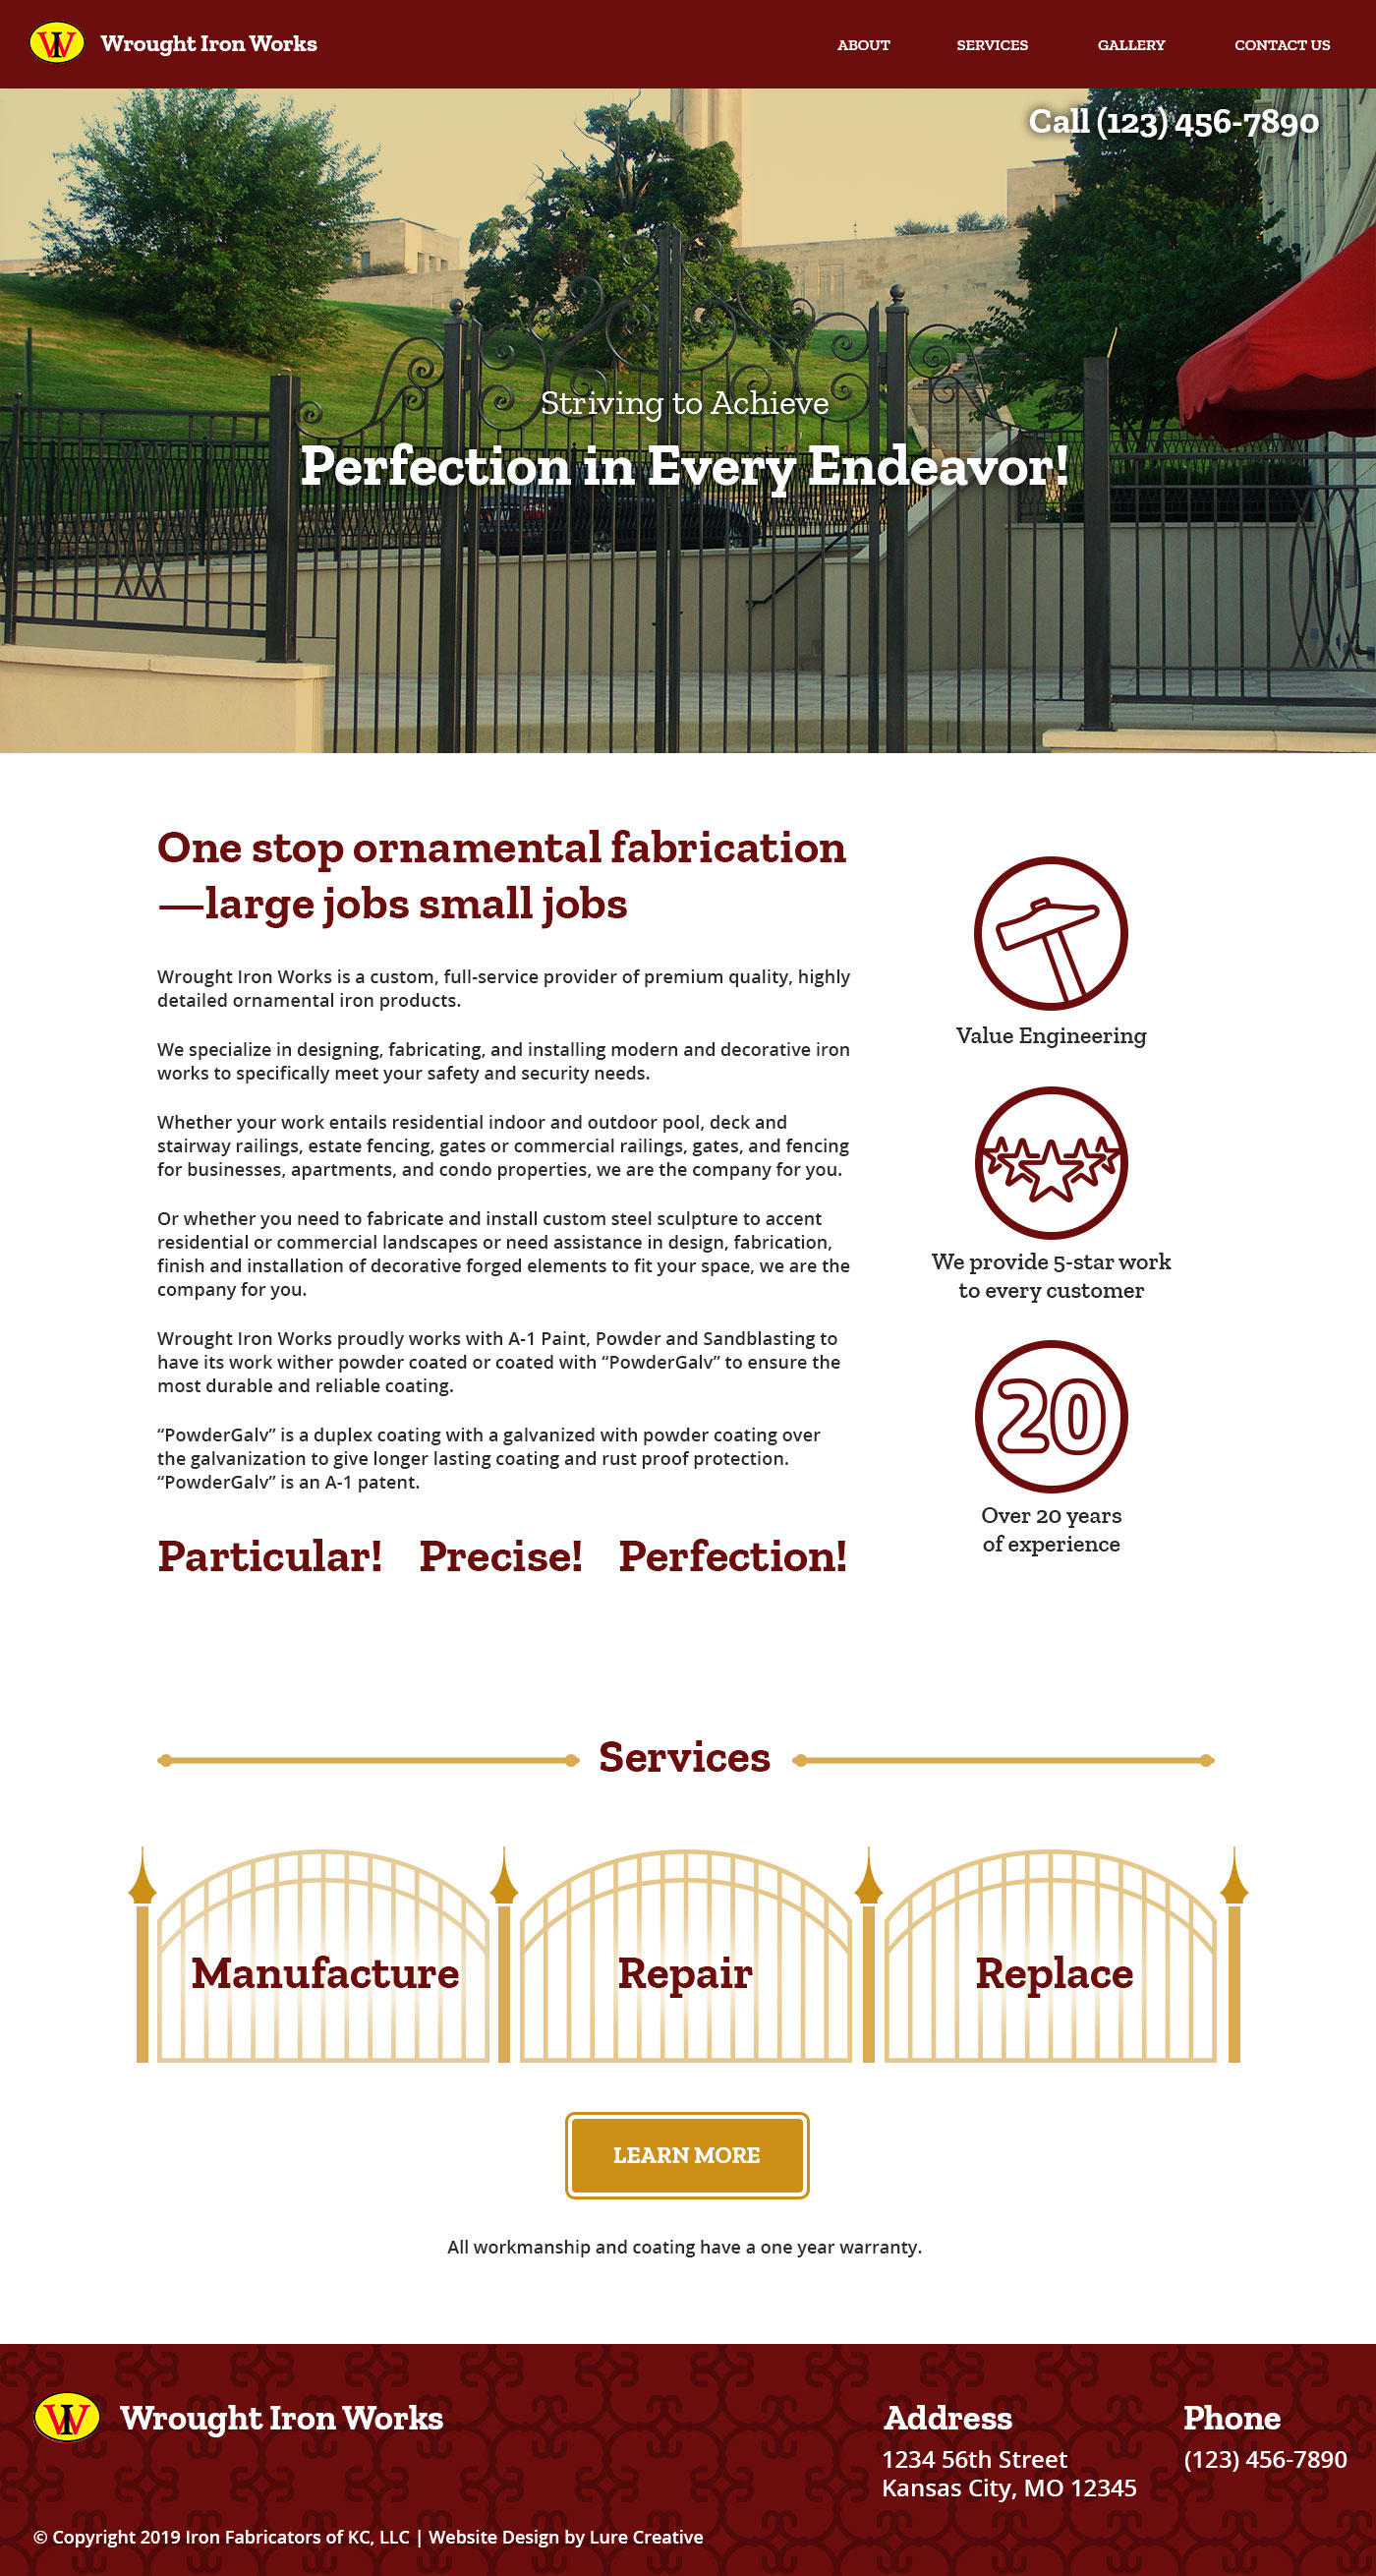 IW Wrought Iron Works
ABOUT SERVICES GALLERY CONTACT US
Call (123) 456-7890
Striving to Achieve
Perfection in Every Endeavor!
One stop ornamental fabrication
—large jobs small jobs
Wrought Iron Works is a custom, full-service provider of premium quality, highly
detailed ornamental iron products.
We specialize in designing, fabricating, and installing modern and decorative iron
works to specifically meet your safety and security needs.
Whether your work entails residential indoor and outdoor pool, deck and
stairway railings, estate fencing, gates or commercial railings, gates, and fencing
for businesses, apartments, and condo properties, we are the company for you.
Or whether you need to fabricate and install custom steel sculpture to accent
residential or commercial landscapes or need assistance in design, fabrication,
finish and installation of decorative forged elements to fit your space, we are the
company for you.
Wrought Iron Works proudly works with A-1 Paint, Powder and Sandblasting to
have its work wither powder coated or coated with “PowderGalv” to ensure the
most durable and reliable coating.
“PowderGalv” is a duplex coating with a galvanized with powder coating over
the galvanization to give longer lasting coating and rust proof protection.
“PowderGalv” is an A-1 patent.
Particular! Precise! Perfection!
Value Engineering
We provide 5-star work
to every customer
20
Over 20 years
of experience
Services
Manufacture
Repair
Replace
LEARN MORE
All workmanship and coating have a one year warranty.
IW Wrought Iron Works
Address
1234 56th Street
Kansas City, MO 12345
Phone
(123) 456-7890
© Copyright 2019 Iron Fabricators of KC, LLC | Website Design by Lure Creative